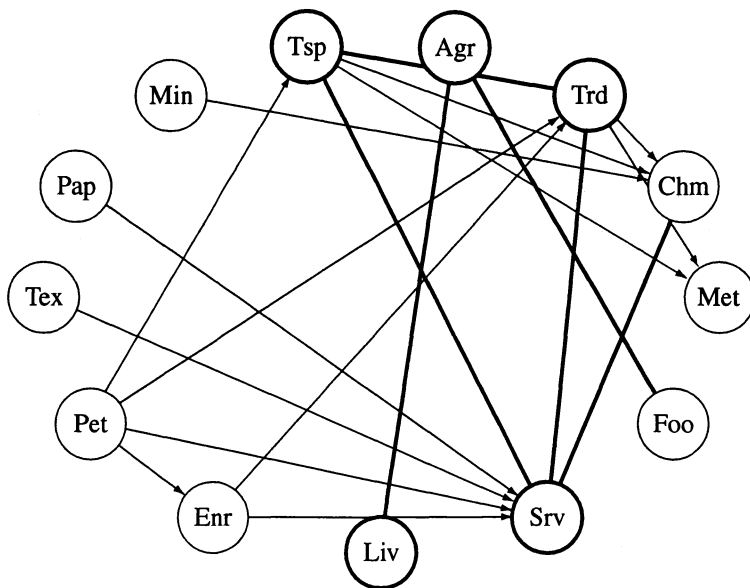 Tsp
Agr
Trd
Min
Chm
Pap
Met
Tex
Pet
Foo
Enr
Srv
Liv